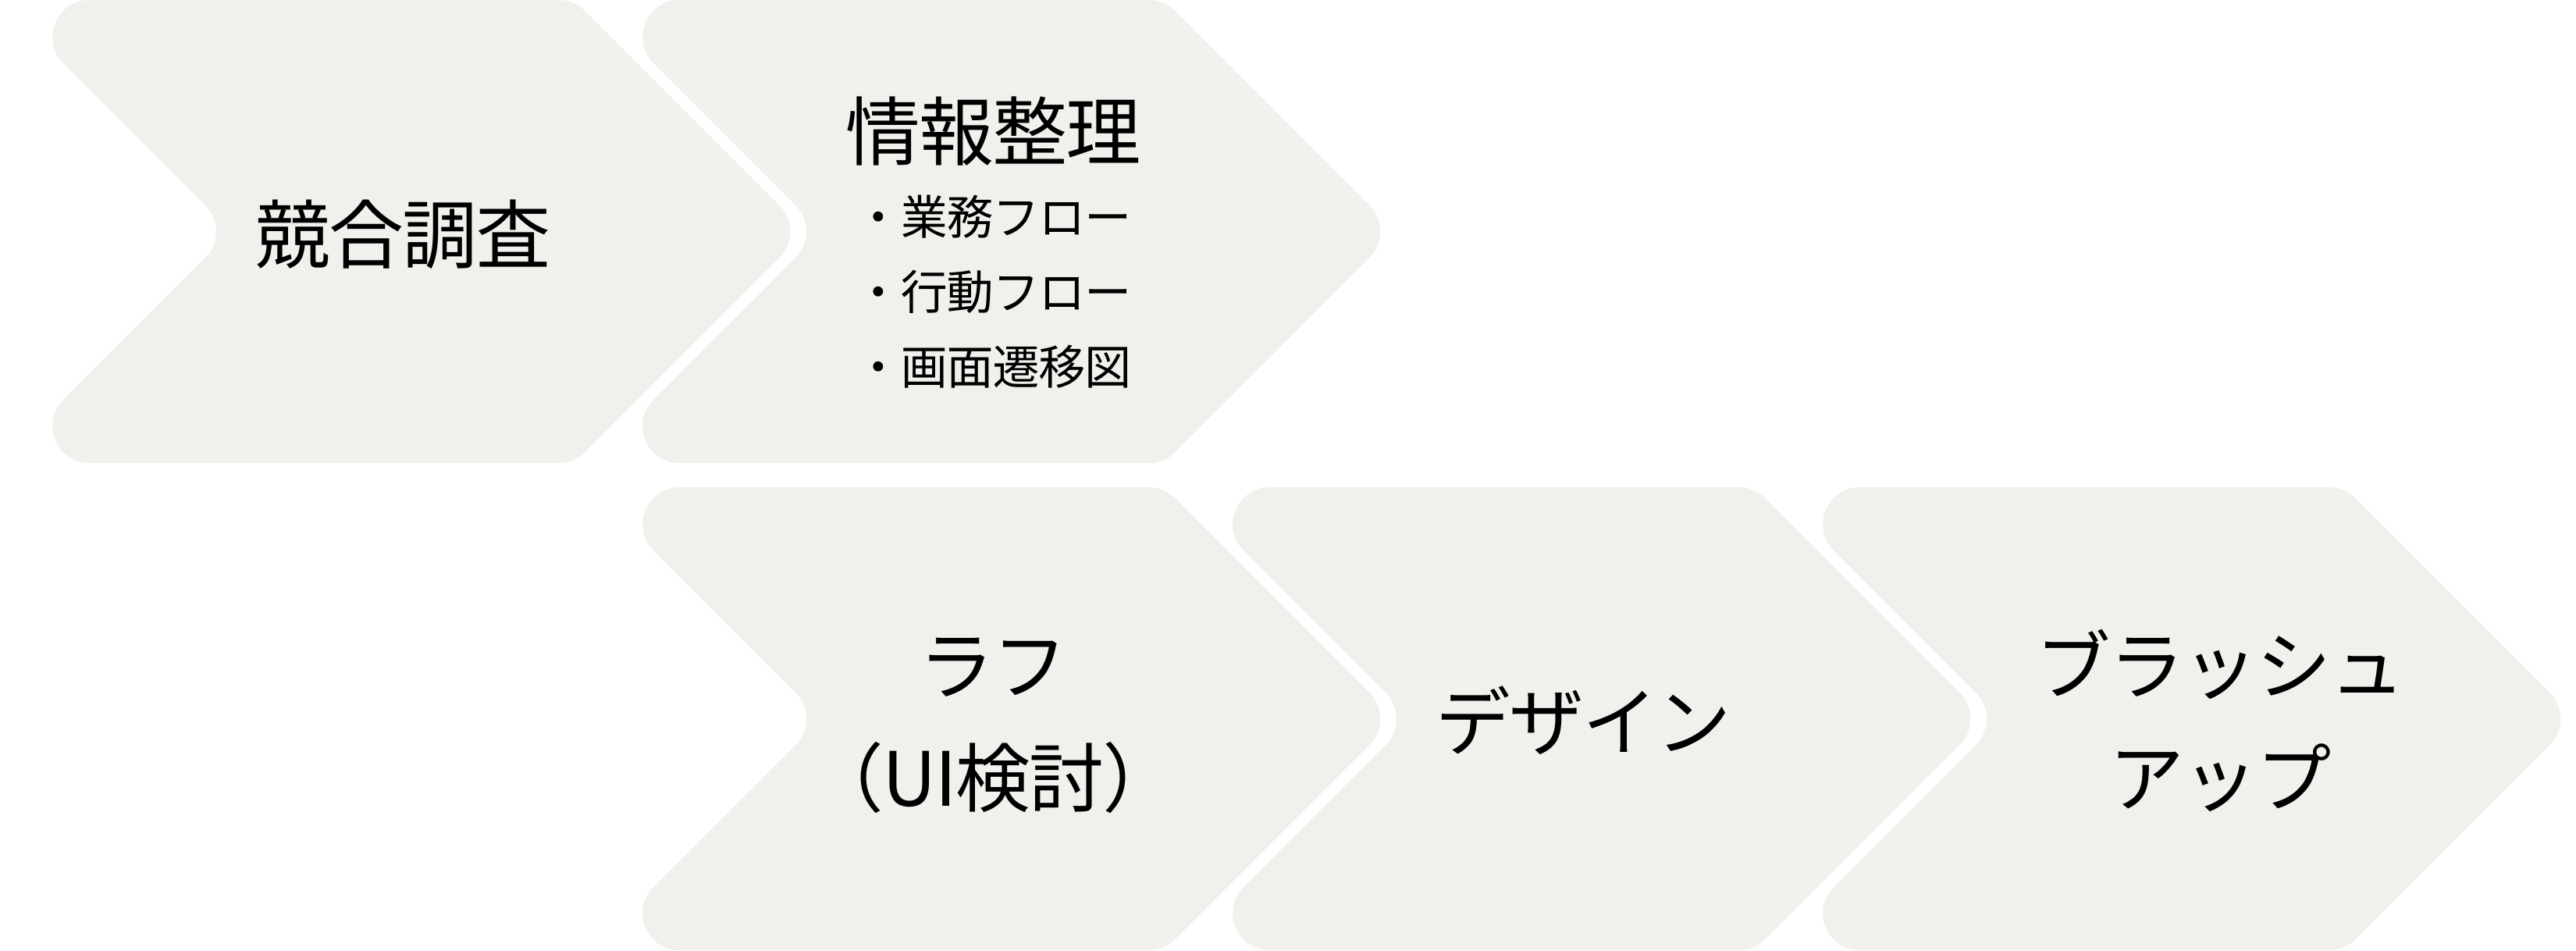 競合調査
情報整理
・業務フロー
・行動フロー
・画面遷移図
ラフ
（UI検討）
デザイン
ブラッシュ
アップ